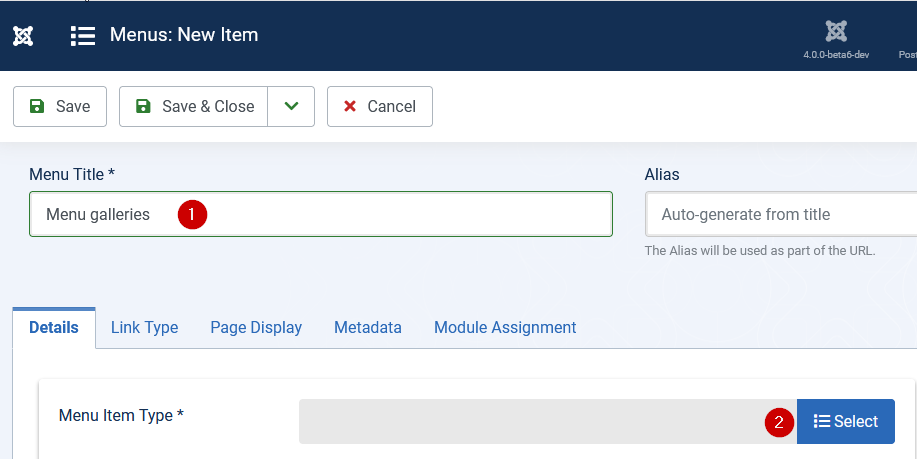 Menus: New Item
4.0.0-beta6-dev
Post
Save
Save & Close
Cancel
Menu Title *
Alias
Menu galleries
1
Auto-generate from title
The Alias will be used as part of the URL.
Details
Link Type
Page Display
Metadata
Module Assignment
Menu Item Type *
2
Select